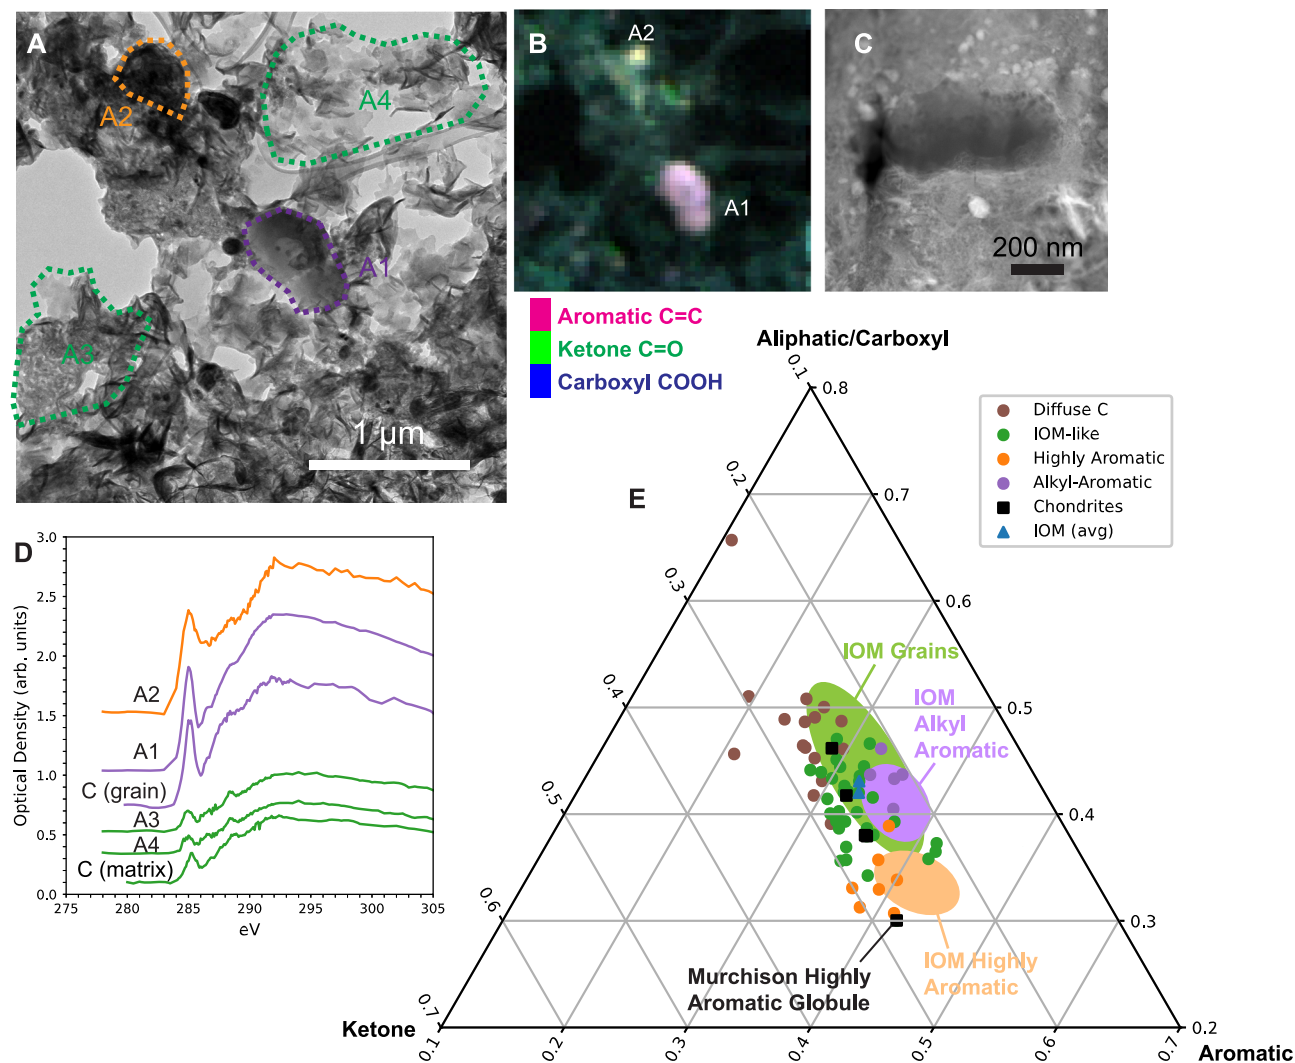 A
A2
A4
A1
A3
1 μm
B
A2
A1
C
200 nm
Aromatic C=C
Ketone C=O
Carboxyl COOH
D
Optical Density (arb. units)
3.0
2.5
2.0
1.5
1.0
0.5
0.0
A2
A1
C (grain)
A3
A4
C (matrix)
275
280
285
290
295
300
305
eV
E
Aliphatic/Carboxyl
Diffuse C
IOM-like
Highly Aromatic
Alkyl-Aromatic
Chondrites
IOM (avg)
0.1
0.2
0.3
0.4
0.5
0.6
0.7
0.8
0.7
0.6
0.5
0.4
0.3
0.2
IOM Grains
IOM
Alkyl
Aromatic
IOM Highly
Aromatic
Murchison Highly
Aromatic Globule
Ketone
0.1
0.2
0.3
0.4
0.5
0.6
0.7
Aromatic